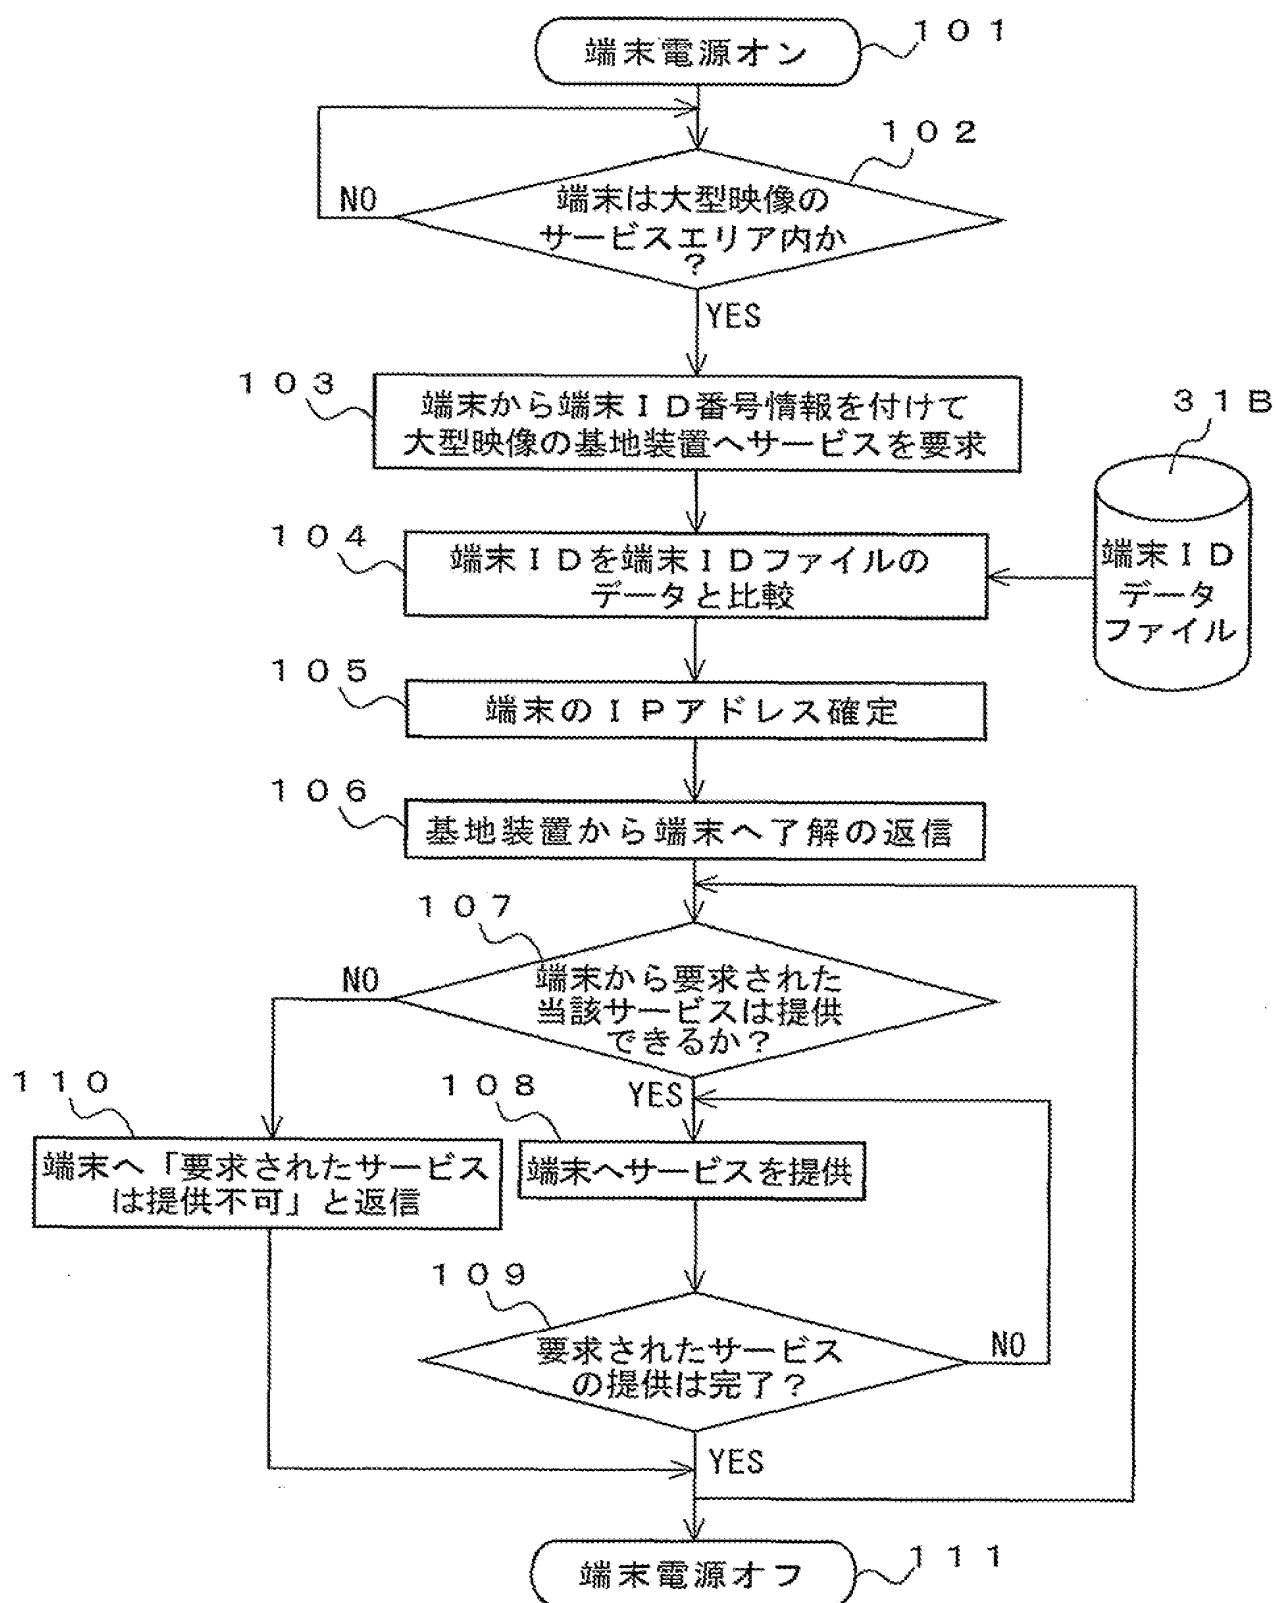 端末電源オン
101
102
端末は大型映像の
サービスエリア内か
?
NO
YES
103
端末から端末ID番号情報を付けて
大型映像の基地装置へサービスを要求
31B
端末ID
データ
ファイル
104
端末IDを端末IDファイルの
データと比較
105
端末のIPアドレス確定
106
基地装置から端末へ了解の返信
107
端末から要求された
当該サービスは提供
できるか?
NO
YES
110
端末へ「要求されたサービス
は提供不可」と返信
108
端末へサービスを提供
109
要求されたサービス
の提供は完了?
NO
YES
端末電源オフ
111